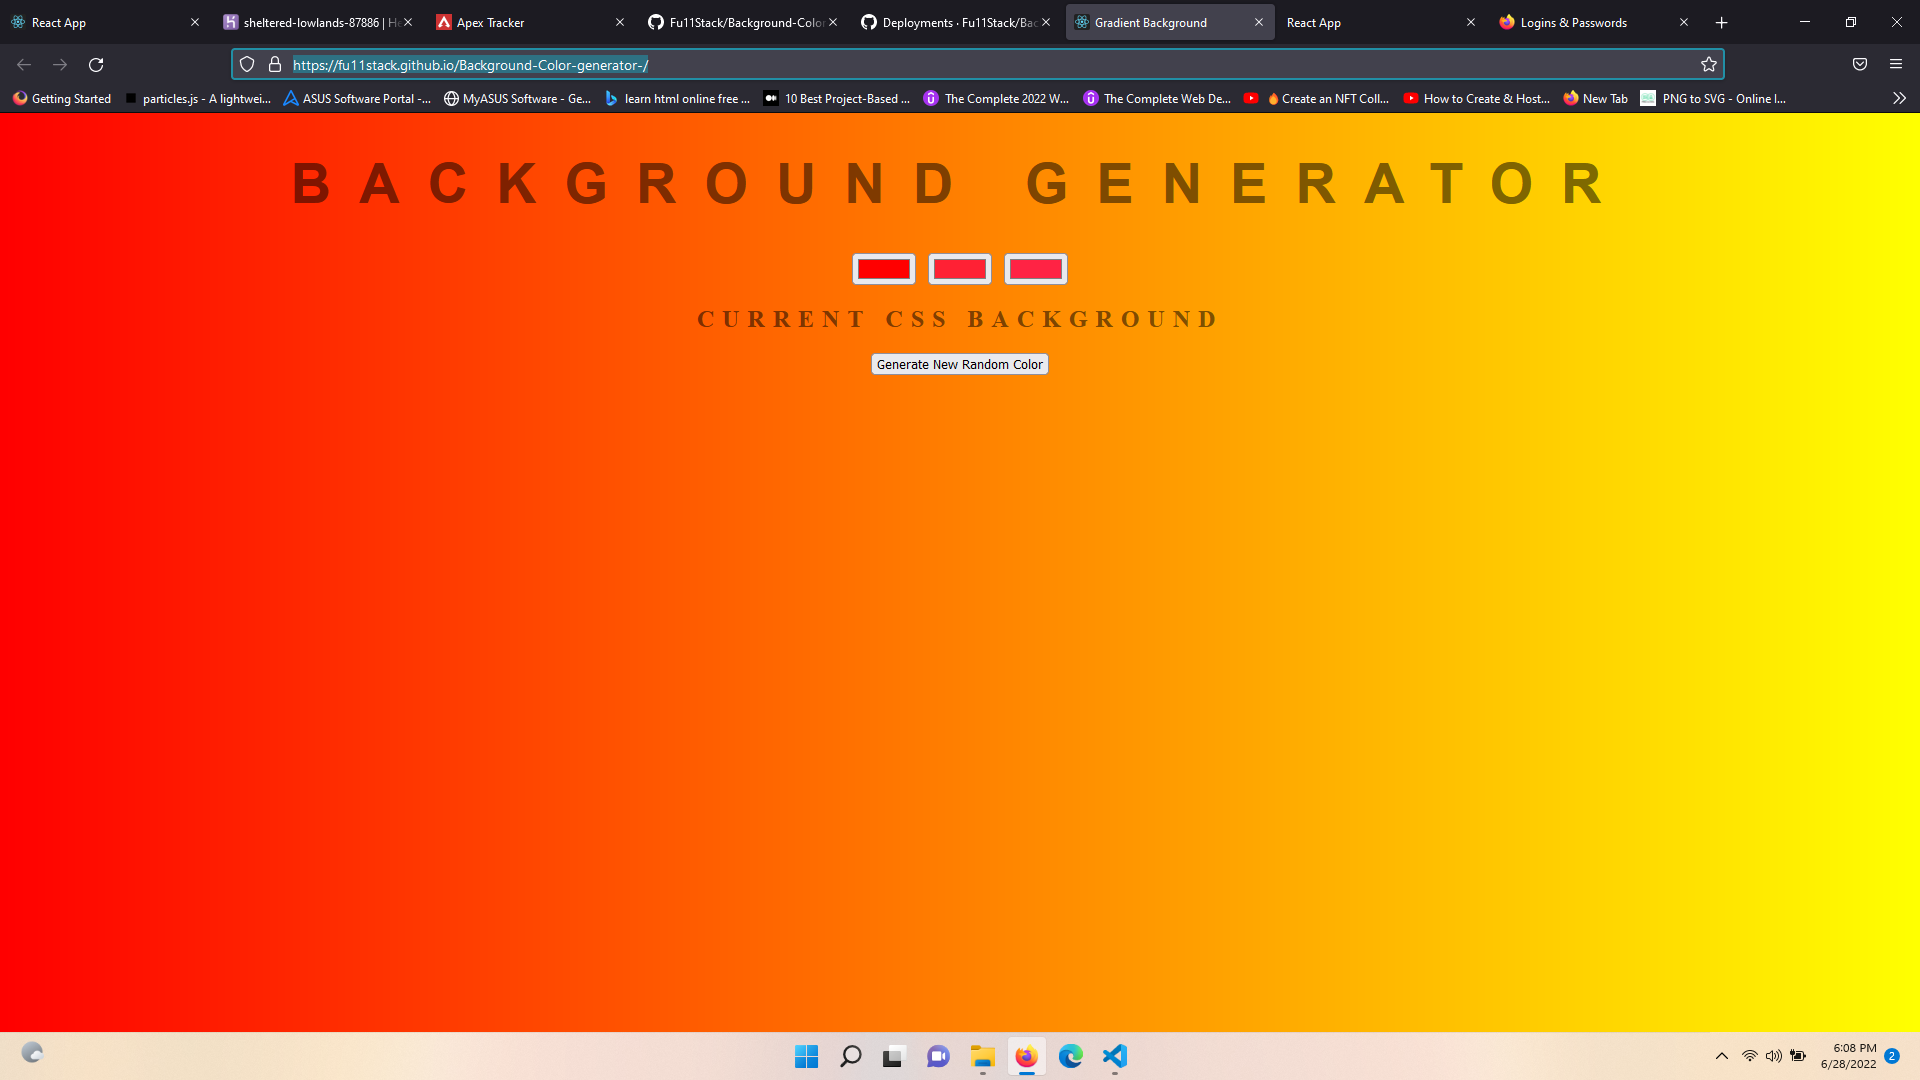 React App
sheltered-lowlands-87886 | He
Apex Tracker
Fu11Stack/Background-Color
Deployments · Fu11Stack/Ba
Gradient Background
React App
Logins & Passwords
https://fu11stack.github.io/Background-Color-generator-/
Getting Started
particles.js - A lightwei...
ASUS Software Portal -...
MyASUS Software - Ge...
learn html online free ...
10 Best Project-Based ...
The Complete 2022 W...
The Complete Web De...
🔥Create an NFT Coll...
How to Create & Host...
New Tab
PNG to SVG - Online I...
BACKGROUND GENERATOR
CURRENT CSS BACKGROUND
Generate New Random Color
6:08 PM
6/28/2022
2